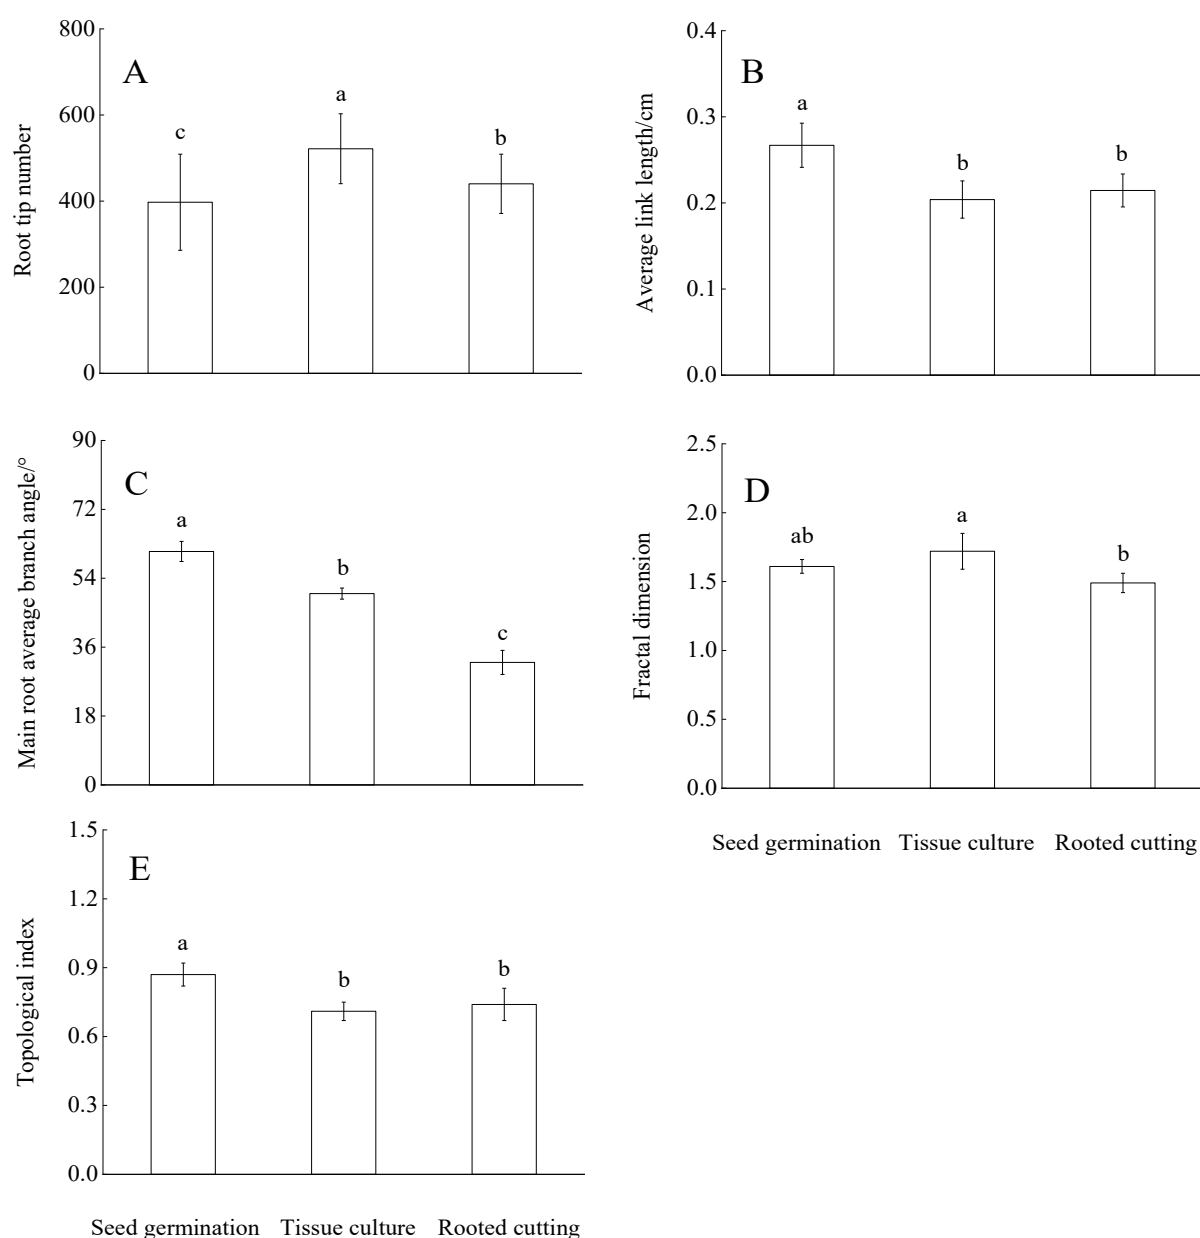 A
Root tip number
800
600
400
200
0
c
a
b
B
Average link length/cm
0.4
0.3
0.2
0.1
0.0
a
b
b
C
Main root average branch angle/°
90
72
54
36
18
0
a
b
c
D
Fractal dimension
2.5
2.0
1.5
1.0
0.5
0.0
ab
a
b
Seed germination Tissue culture Rooted cutting
E
Topological index
1.5
1.2
0.9
0.6
0.3
0.0
a
b
b
Seed germination Tissue culture Rooted cutting